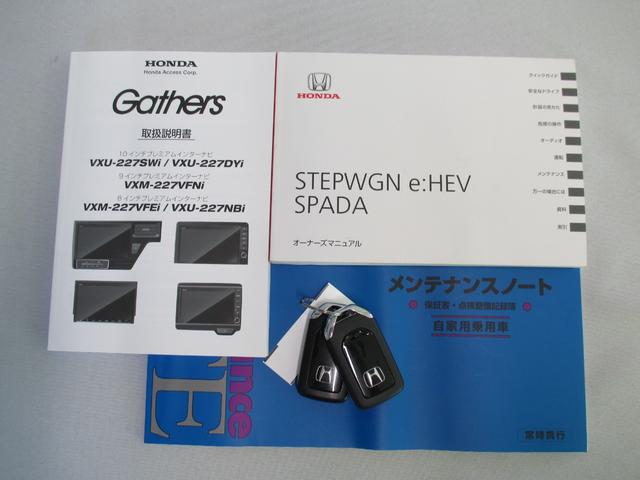 HONDA
Honda Access Corp.
Gathers
取扱説明書
10インチプレミアムインターナビ
VXU-227SWi / VXU-227DYi
9インチプレミアムインターナビ
VXM-227VFNi
8インチプレミアムインターナビ
VXM-227VFEi / VXU-227NBi
HONDA
STEPWGN e:HEV
SPADA
オーナーズマニュアル
クイックガイド
安全なドライブ
計器の見かた
各部の操作
オーディオ
運転
メンテナンス
万一の場合には
資料
索引
メンテナンスノート
保証書・点検整備記録簿
自家用乗用車
常時携行